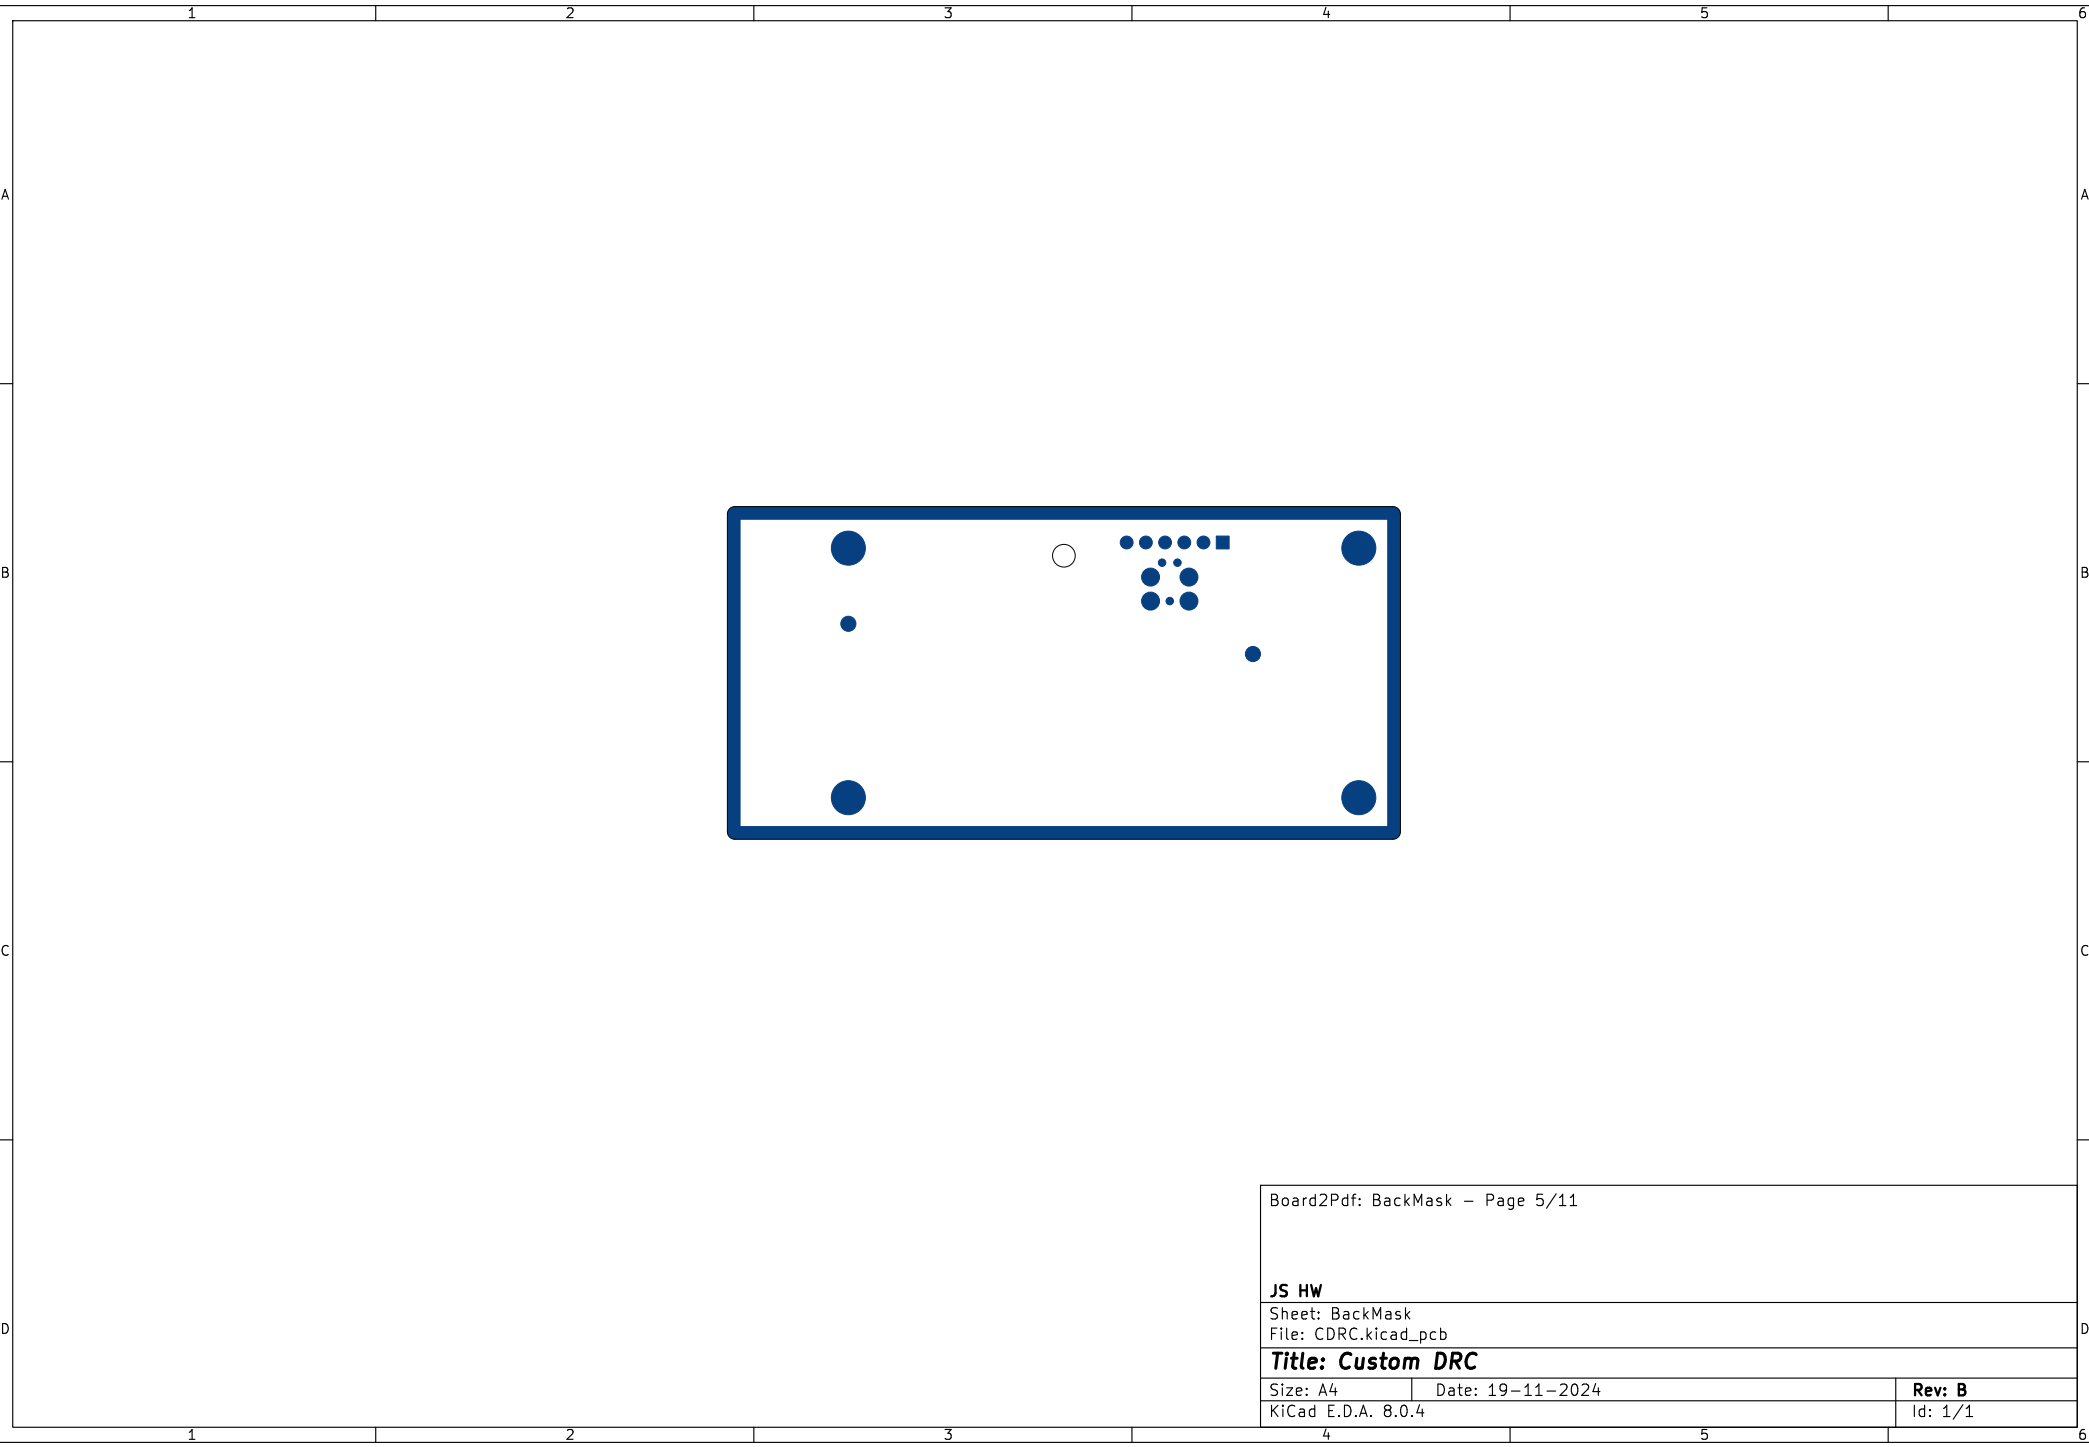 1 2 3 4 5 6
A A
B B
C C
Board2Pdf: BackMask – Page 5/11
JS HW
Sheet: BackMask
File: CDRC.kicad_pcb
D D
Title: Custom DRC
Size: A4 Date: 19-11-2024 Rev: B
KiCad E.D.A. 8.0.4 Id: 1/1
1 2 3 4 5 6